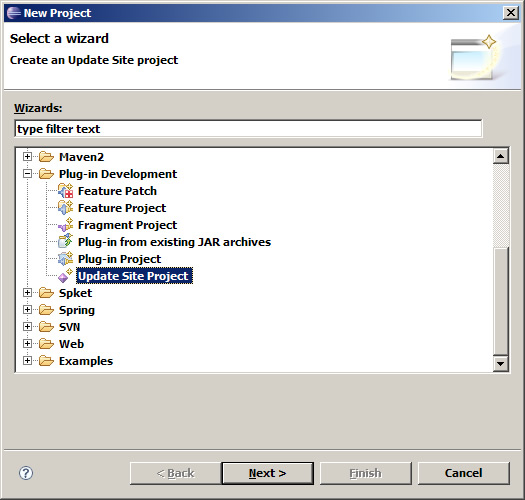 New Project
Select a wizard
Create an Update Site project
Wizards:
type filter text
Maven2
Plug-in Development
Feature Patch
Feature Project
Fragment Project
Plug-in from existing JAR archives
Plug-in Project
Update Site Project
Spket
Spring
SVN
Web
Examples
? < Back Next > Finish Cancel